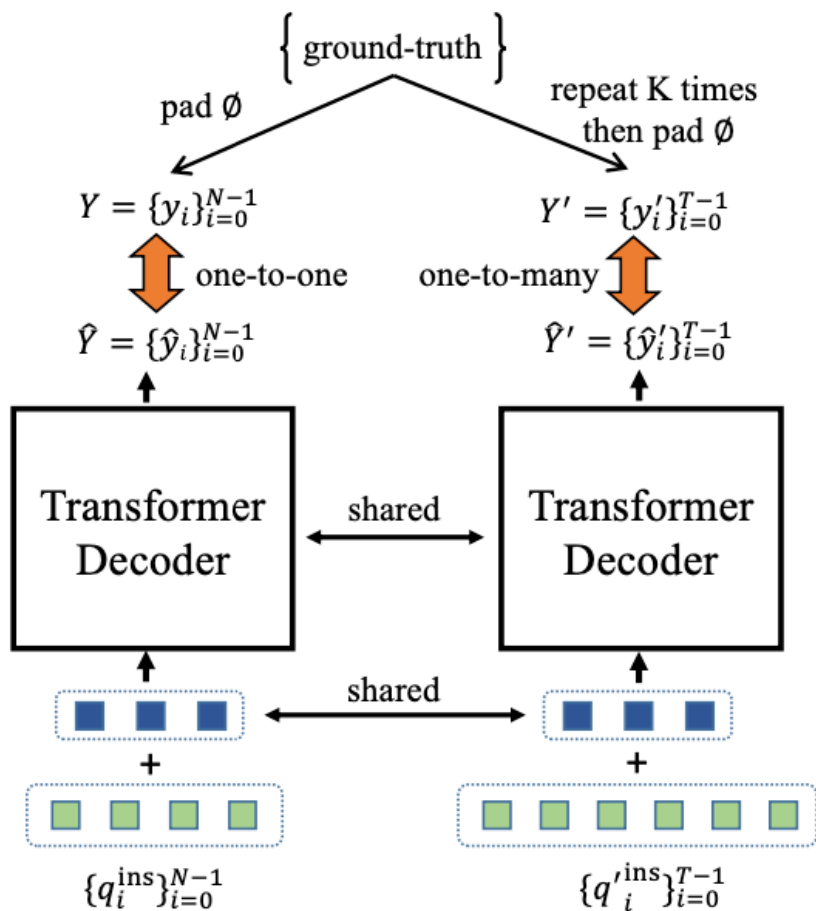 { ground-truth }
pad ∅
repeat K times
then pad ∅
Y = {y_i}_{i=0}^{N-1}
Y′ = {y′_i}_{i=0}^{T-1}
one-to-one
one-to-many
Ŷ = {ŷ_i}_{i=0}^{N-1}
Ŷ′ = {ŷ′_i}_{i=0}^{T-1}
Transformer
Decoder
shared
Transformer
Decoder
shared
+
+
{q_i^{ins}}_{i=0}^{N-1}
{q′_i^{ins}}_{i=0}^{T-1}